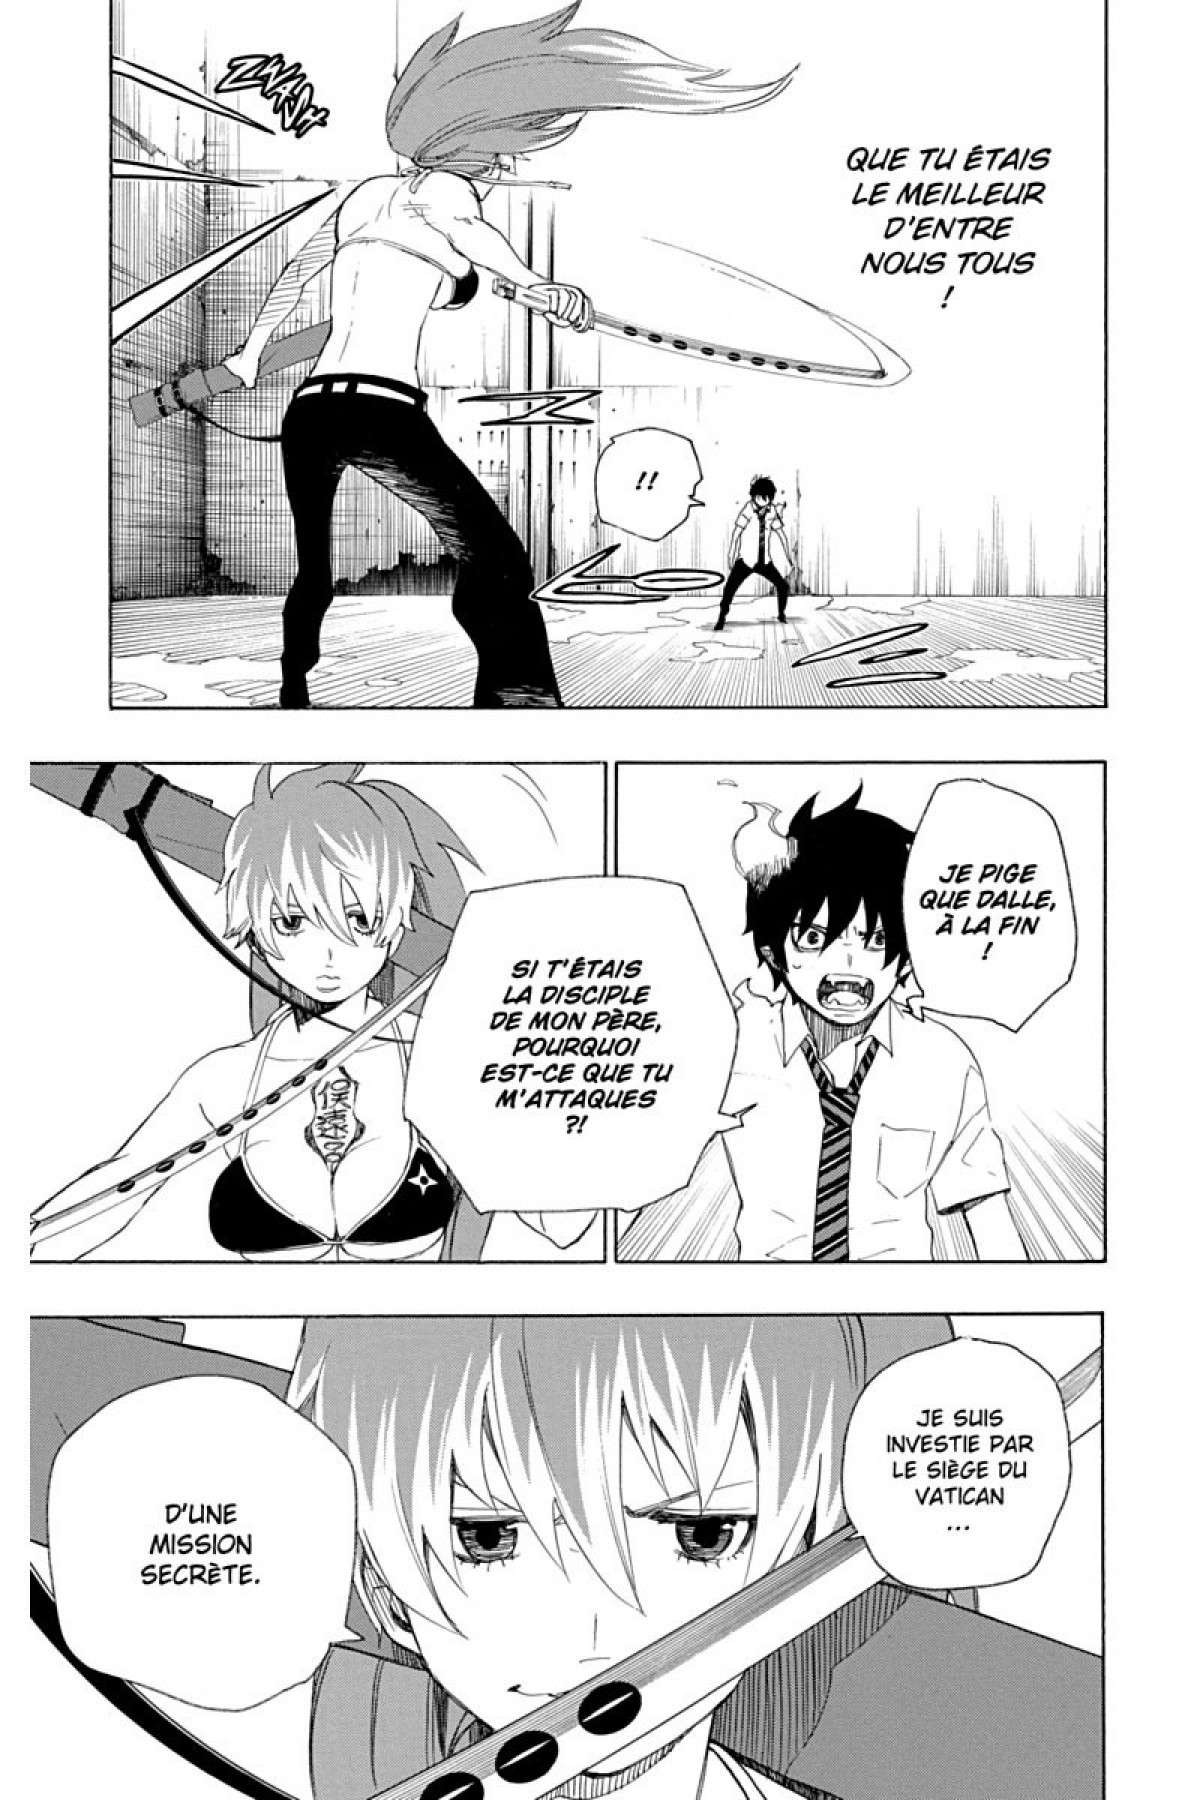 ZWASH
QUE TU ÉTAIS
LE MEILLEUR
D'ENTRE
NOUS TOUS
!
!!
JE PIGE
QUE DALLE,
À LA FIN
!
SI T'ÉTAIS
LA DISCIPLE
DE MON PÈRE,
POURQUOI
EST-CE QUE TU
M'ATTAQUES
?!
JE SUIS
INVESTIE PAR
LE SIÈGE DU
VATICAN
...
D'UNE
MISSION
SECRÈTE.